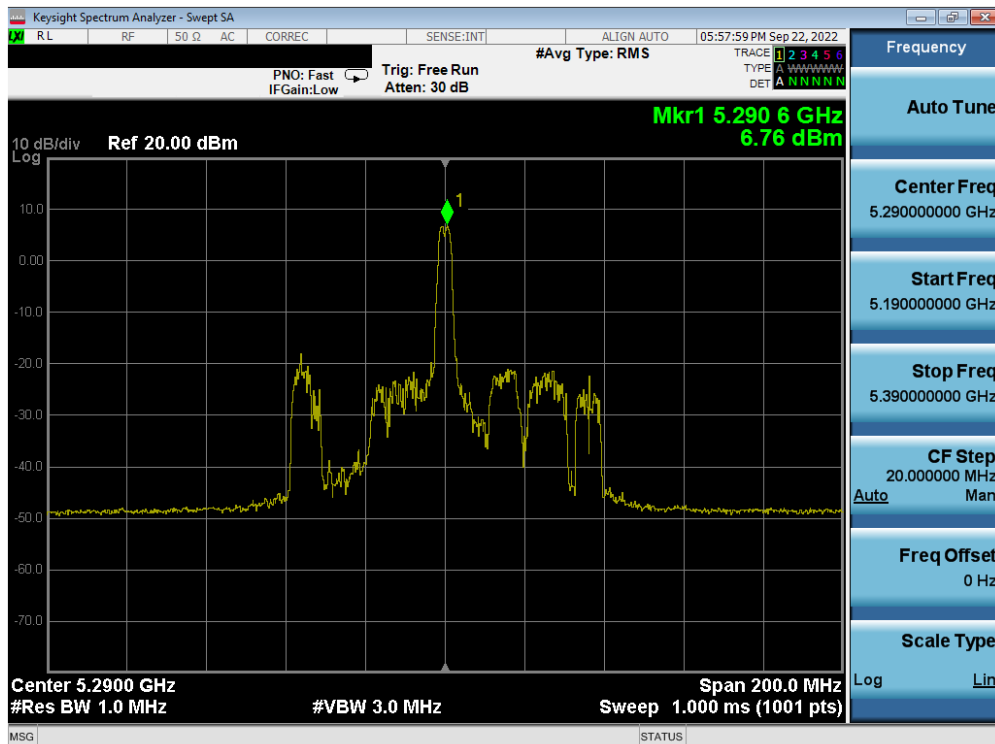 Keysight Spectrum Analyzer - Swept SA
LXI RL RF 50 Ω AC CORREC SENSE:INT ALIGN AUTO 05:57:59 PM Sep 22, 2022
#Avg Type: RMS
TRACE 1 2 3 4 5 6
PNO: Fast Trig: Free Run
TYPE A WWWWW
IFGain:Low Atten: 30 dB
DET A N N N N N
Mkr1 5.290 6 GHz
6.76 dBm
10 dB/div Ref 20.00 dBm
Log
1
10.0
0.00
-10.0
-20.0
-30.0
-40.0
-50.0
-60.0
-70.0
Center 5.2900 GHz Span 200.0 MHz
#Res BW 1.0 MHz #VBW 3.0 MHz Sweep 1.000 ms (1001 pts)
MSG STATUS
Frequency
Auto Tune
Center Freq
5.290000000 GHz
Start Freq
5.190000000 GHz
Stop Freq
5.390000000 GHz
CF Step
20.000000 MHz
Auto Man
Freq Offset
0 Hz
Scale Type
Log Lin